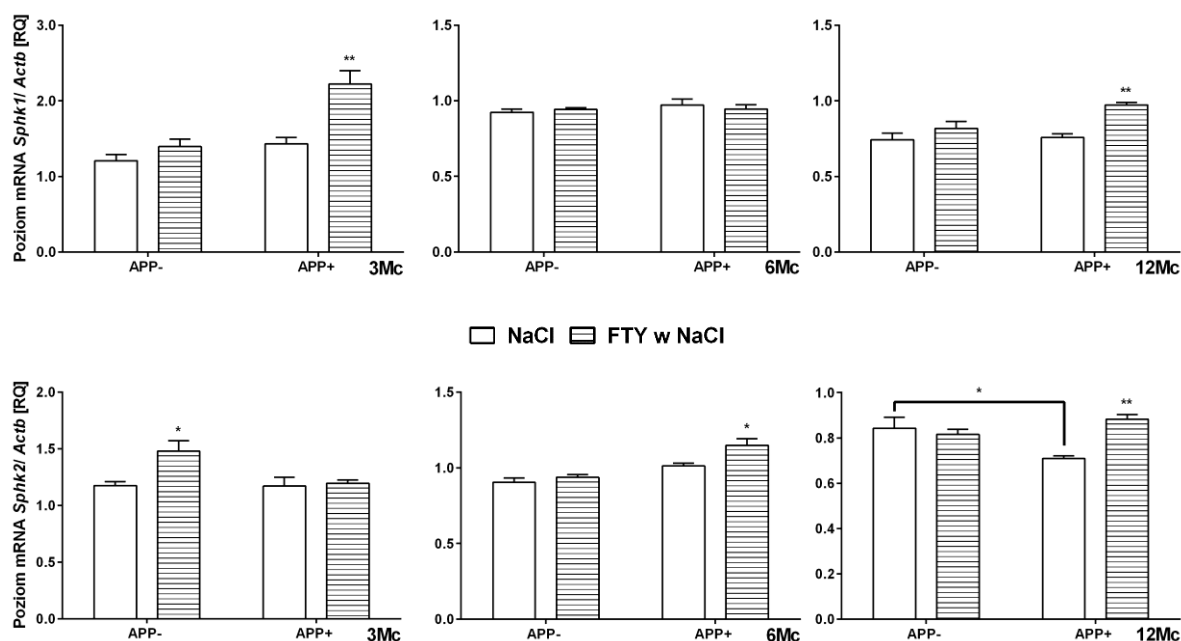 Poziom mRNA Sphk1/ Actb [RQ]
3.0
2.0
1.0
0.0
**
APP-
APP+
3Mc
1.5
1.0
0.5
0.0
APP-
APP+
6Mc
1.5
1.0
0.5
0.0
**
APP-
APP+
12Mc
NaCl
FTY w NaCl
Poziom mRNA Sphk2/ Actb [RQ]
2.0
1.5
1.0
0.5
0.0
*
APP-
APP+
3Mc
1.5
1.0
0.5
0.0
*
APP-
APP+
6Mc
1.0
0.8
0.6
0.4
0.2
0.0
*
**
APP-
APP+
12Mc